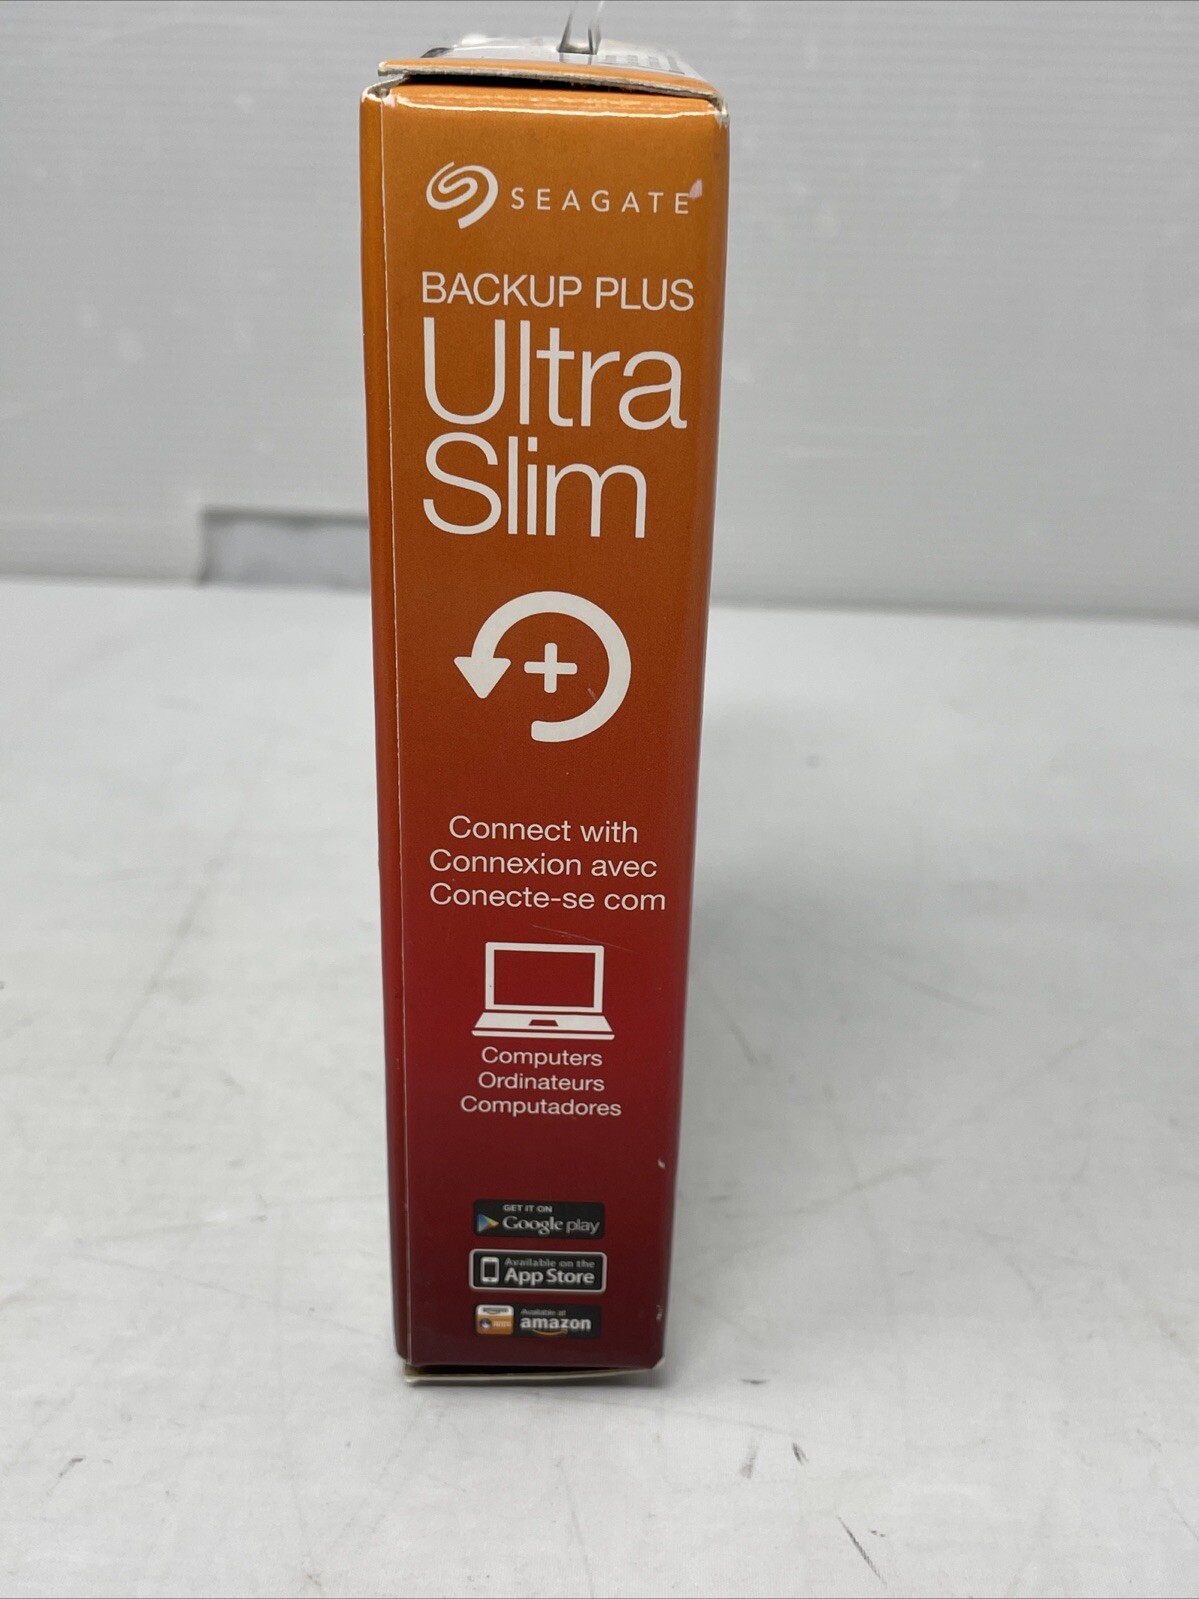 SEAGATE
BACKUP PLUS
Ultra
Slim
Connect with
Connexion avec
Conecte-se com
Computers
Ordinateurs
Computadores
GET IT ON
Google play
Available on the
App Store
Available at
amazon